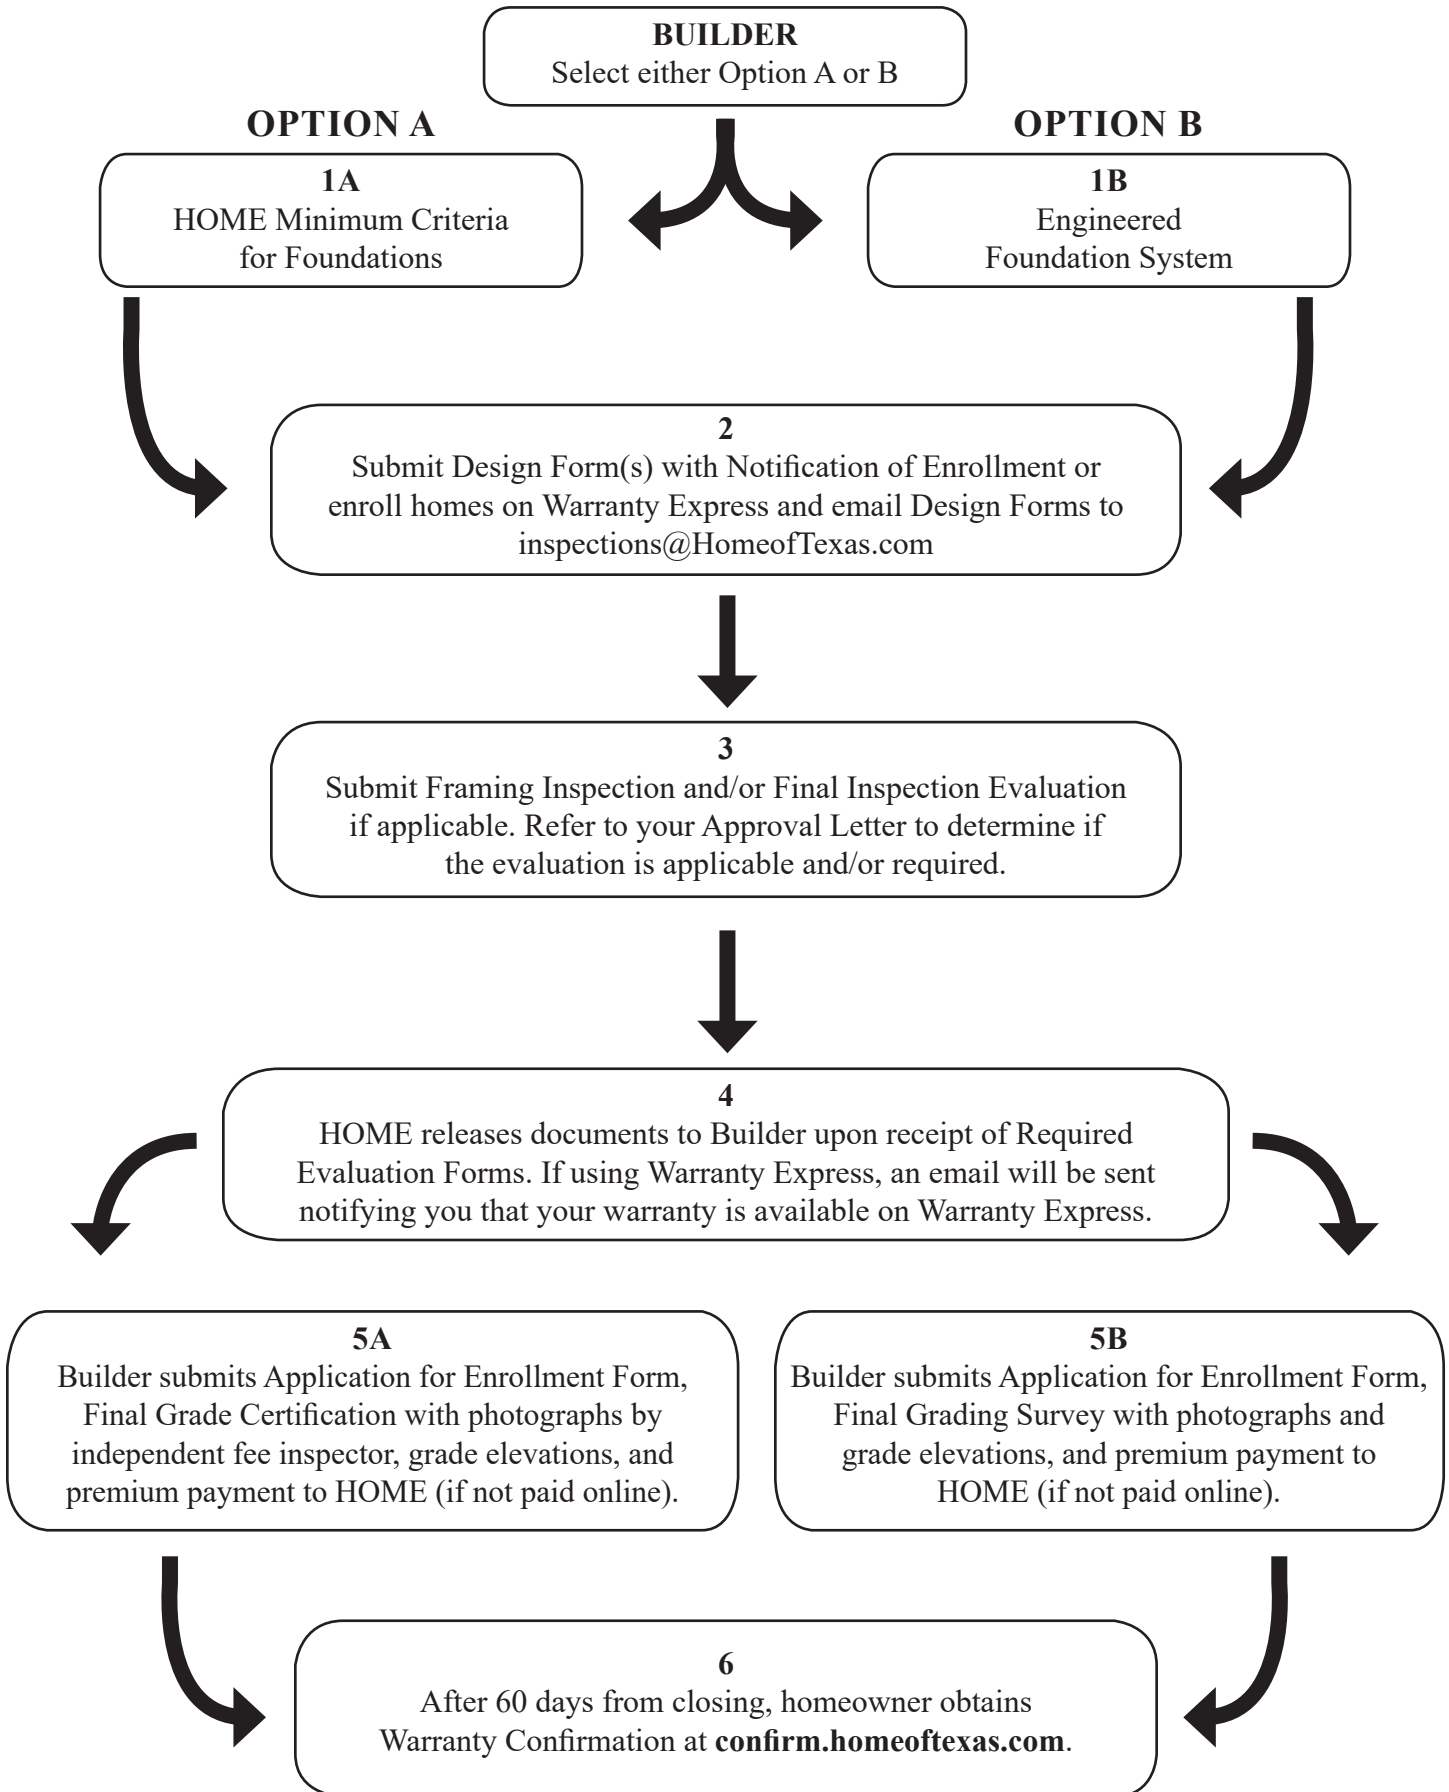 BUILDER
Select either Option A or B
OPTION A
OPTION B
1A
HOME Minimum Criteria
for Foundations
1B
Engineered
Foundation System
2
Submit Design Form(s) with Notification of Enrollment or
enroll homes on Warranty Express and email Design Forms to
inspections@HomeofTexas.com
3
Submit Framing Inspection and/or Final Inspection Evaluation
if applicable. Refer to your Approval Letter to determine if
the evaluation is applicable and/or required.
4
HOME releases documents to Builder upon receipt of Required
Evaluation Forms. If using Warranty Express, an email will be sent
notifying you that your warranty is available on Warranty Express.
5A
Builder submits Application for Enrollment Form,
Final Grade Certification with photographs by
independent fee inspector, grade elevations, and
premium payment to HOME (if not paid online).
5B
Builder submits Application for Enrollment Form,
Final Grading Survey with photographs and
grade elevations, and premium payment to
HOME (if not paid online).
6
After 60 days from closing, homeowner obtains
Warranty Confirmation at confirm.homeoftexas.com.